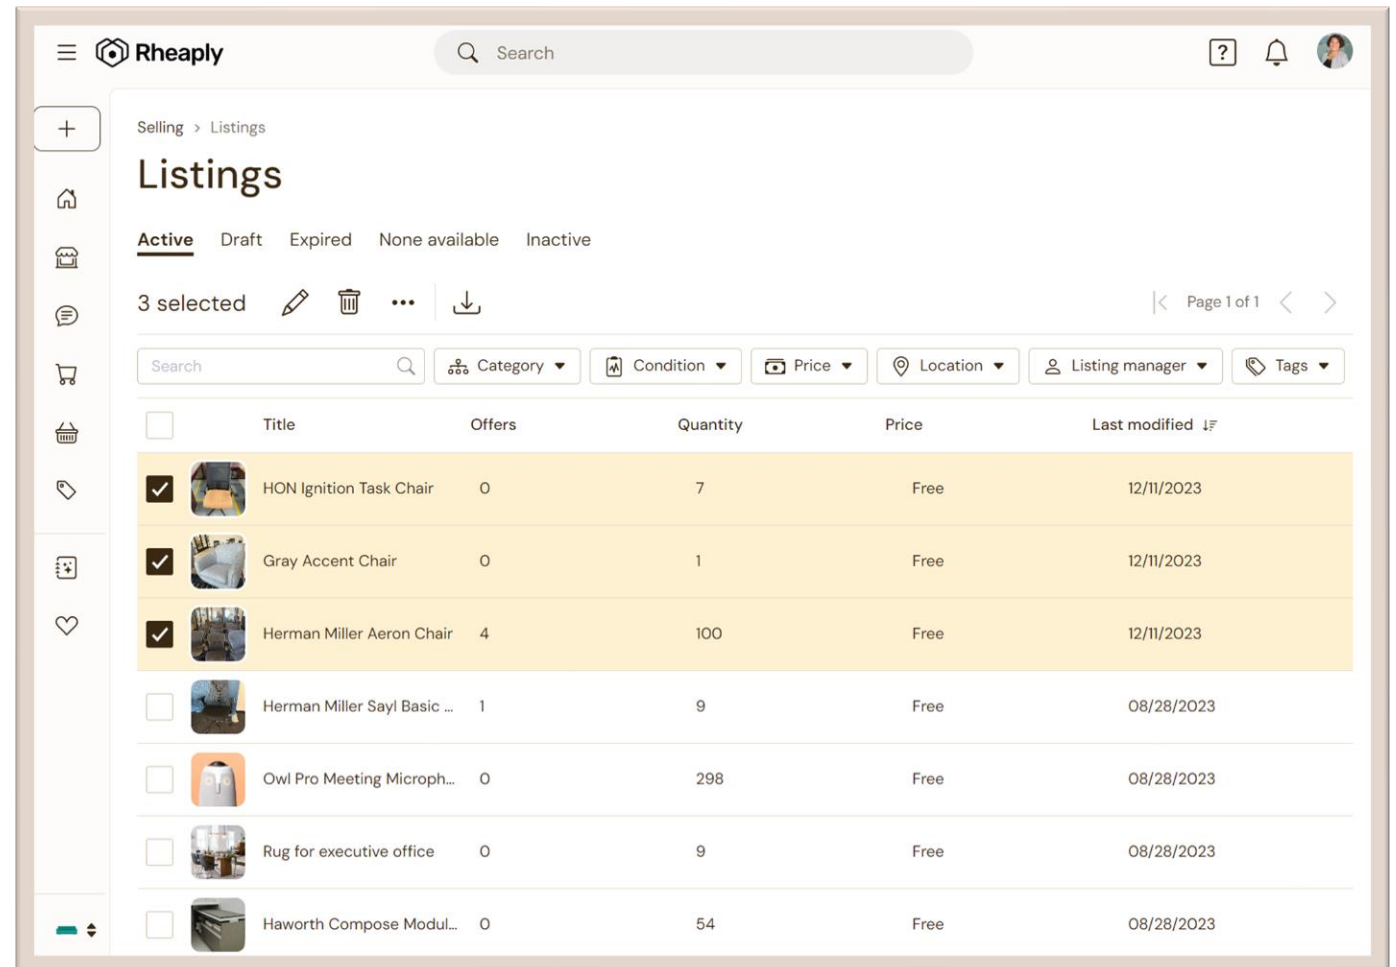 Rheaply
Search
?
Selling > Listings
Listings
Active Draft Expired None available Inactive
3 selected
Page 1 of 1
Search Category Condition Price Location Listing manager Tags
Title Offers Quantity Price Last modified
HON Ignition Task Chair 0 7 Free 12/11/2023
Gray Accent Chair 0 1 Free 12/11/2023
Herman Miller Aeron Chair 4 100 Free 12/11/2023
Herman Miller Sayl Basic ... 1 9 Free 08/28/2023
Owl Pro Meeting Microph... 0 298 Free 08/28/2023
Rug for executive office 0 9 Free 08/28/2023
Haworth Compose Modul... 0 54 Free 08/28/2023